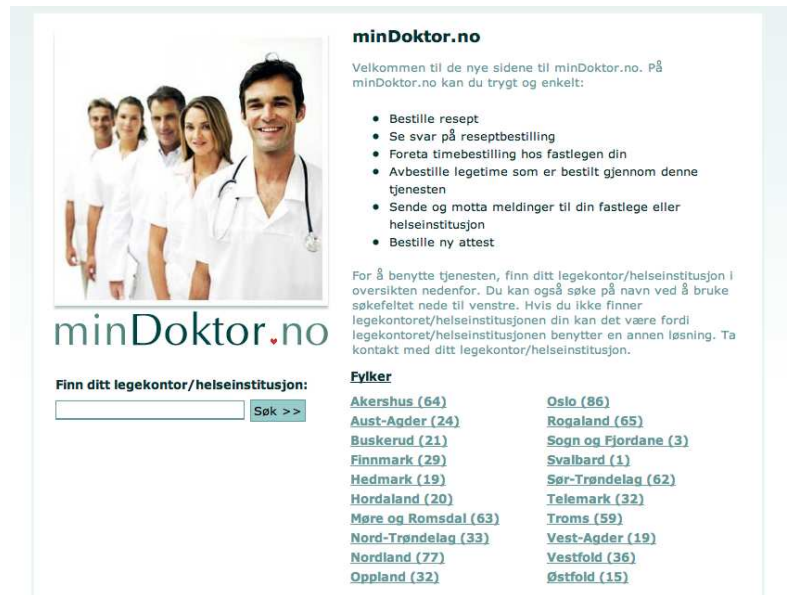 minDoktor.no
Velkommen til de nye sidene til minDoktor.no. På
minDoktor.no kan du trygt og enkelt:
Bestille resept
Se svar på reseptbestilling
Foreta timebestilling hos fastlegen din
Avbestille legetime som er bestilt gjennom denne
tjenesten
Sende og motta meldinger til din fastlege eller
helseinstitusjon
Bestille ny attest
For å benytte tjenesten, finn ditt legekontor/helseinstitusjon i
oversikten nedenfor. Du kan også søke på navn ved å bruke
søkefeltet nede til venstre. Hvis du ikke finner
legekontoret/helseinstitusjonen din kan det være fordi
legekontoret/helseinstitusjonen benytter en annen løsning. Ta
kontakt med ditt legekontor/helseinstitusjon.
minDoktor.no
Finn ditt legekontor/helseinstitusjon:
Søk >>
Fylker
Akershus (64)
Aust-Agder (24)
Buskerud (21)
Finnmark (29)
Hedmark (19)
Hordaland (20)
Møre og Romsdal (63)
Nord-Trøndelag (33)
Nordland (77)
Oppland (32)
Oslo (86)
Rogaland (65)
Sogn og Fjordane (3)
Svalbard (1)
Sør-Trøndelag (62)
Telemark (32)
Troms (59)
Vest-Agder (19)
Vestfold (36)
Østfold (15)